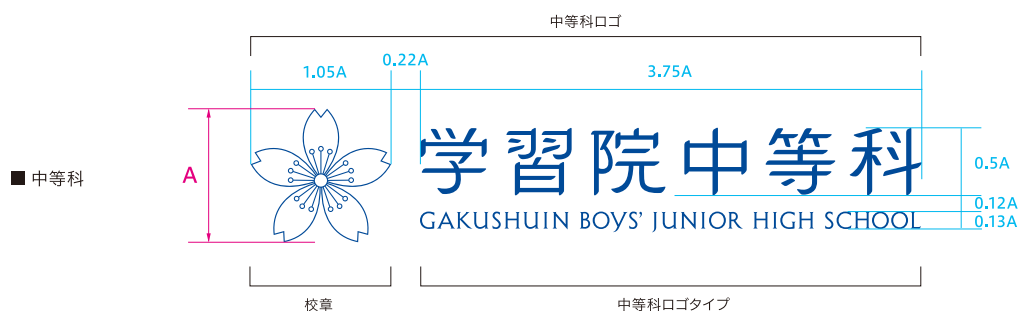 中等科ロゴ
1.05A
0.22A
3.75A
■ 中等科
A
学習院中等科
GAKUSHUIN BOYS' JUNIOR HIGH SCHOOL
0.5A
0.12A
0.13A
校章
中等科ロゴタイプ